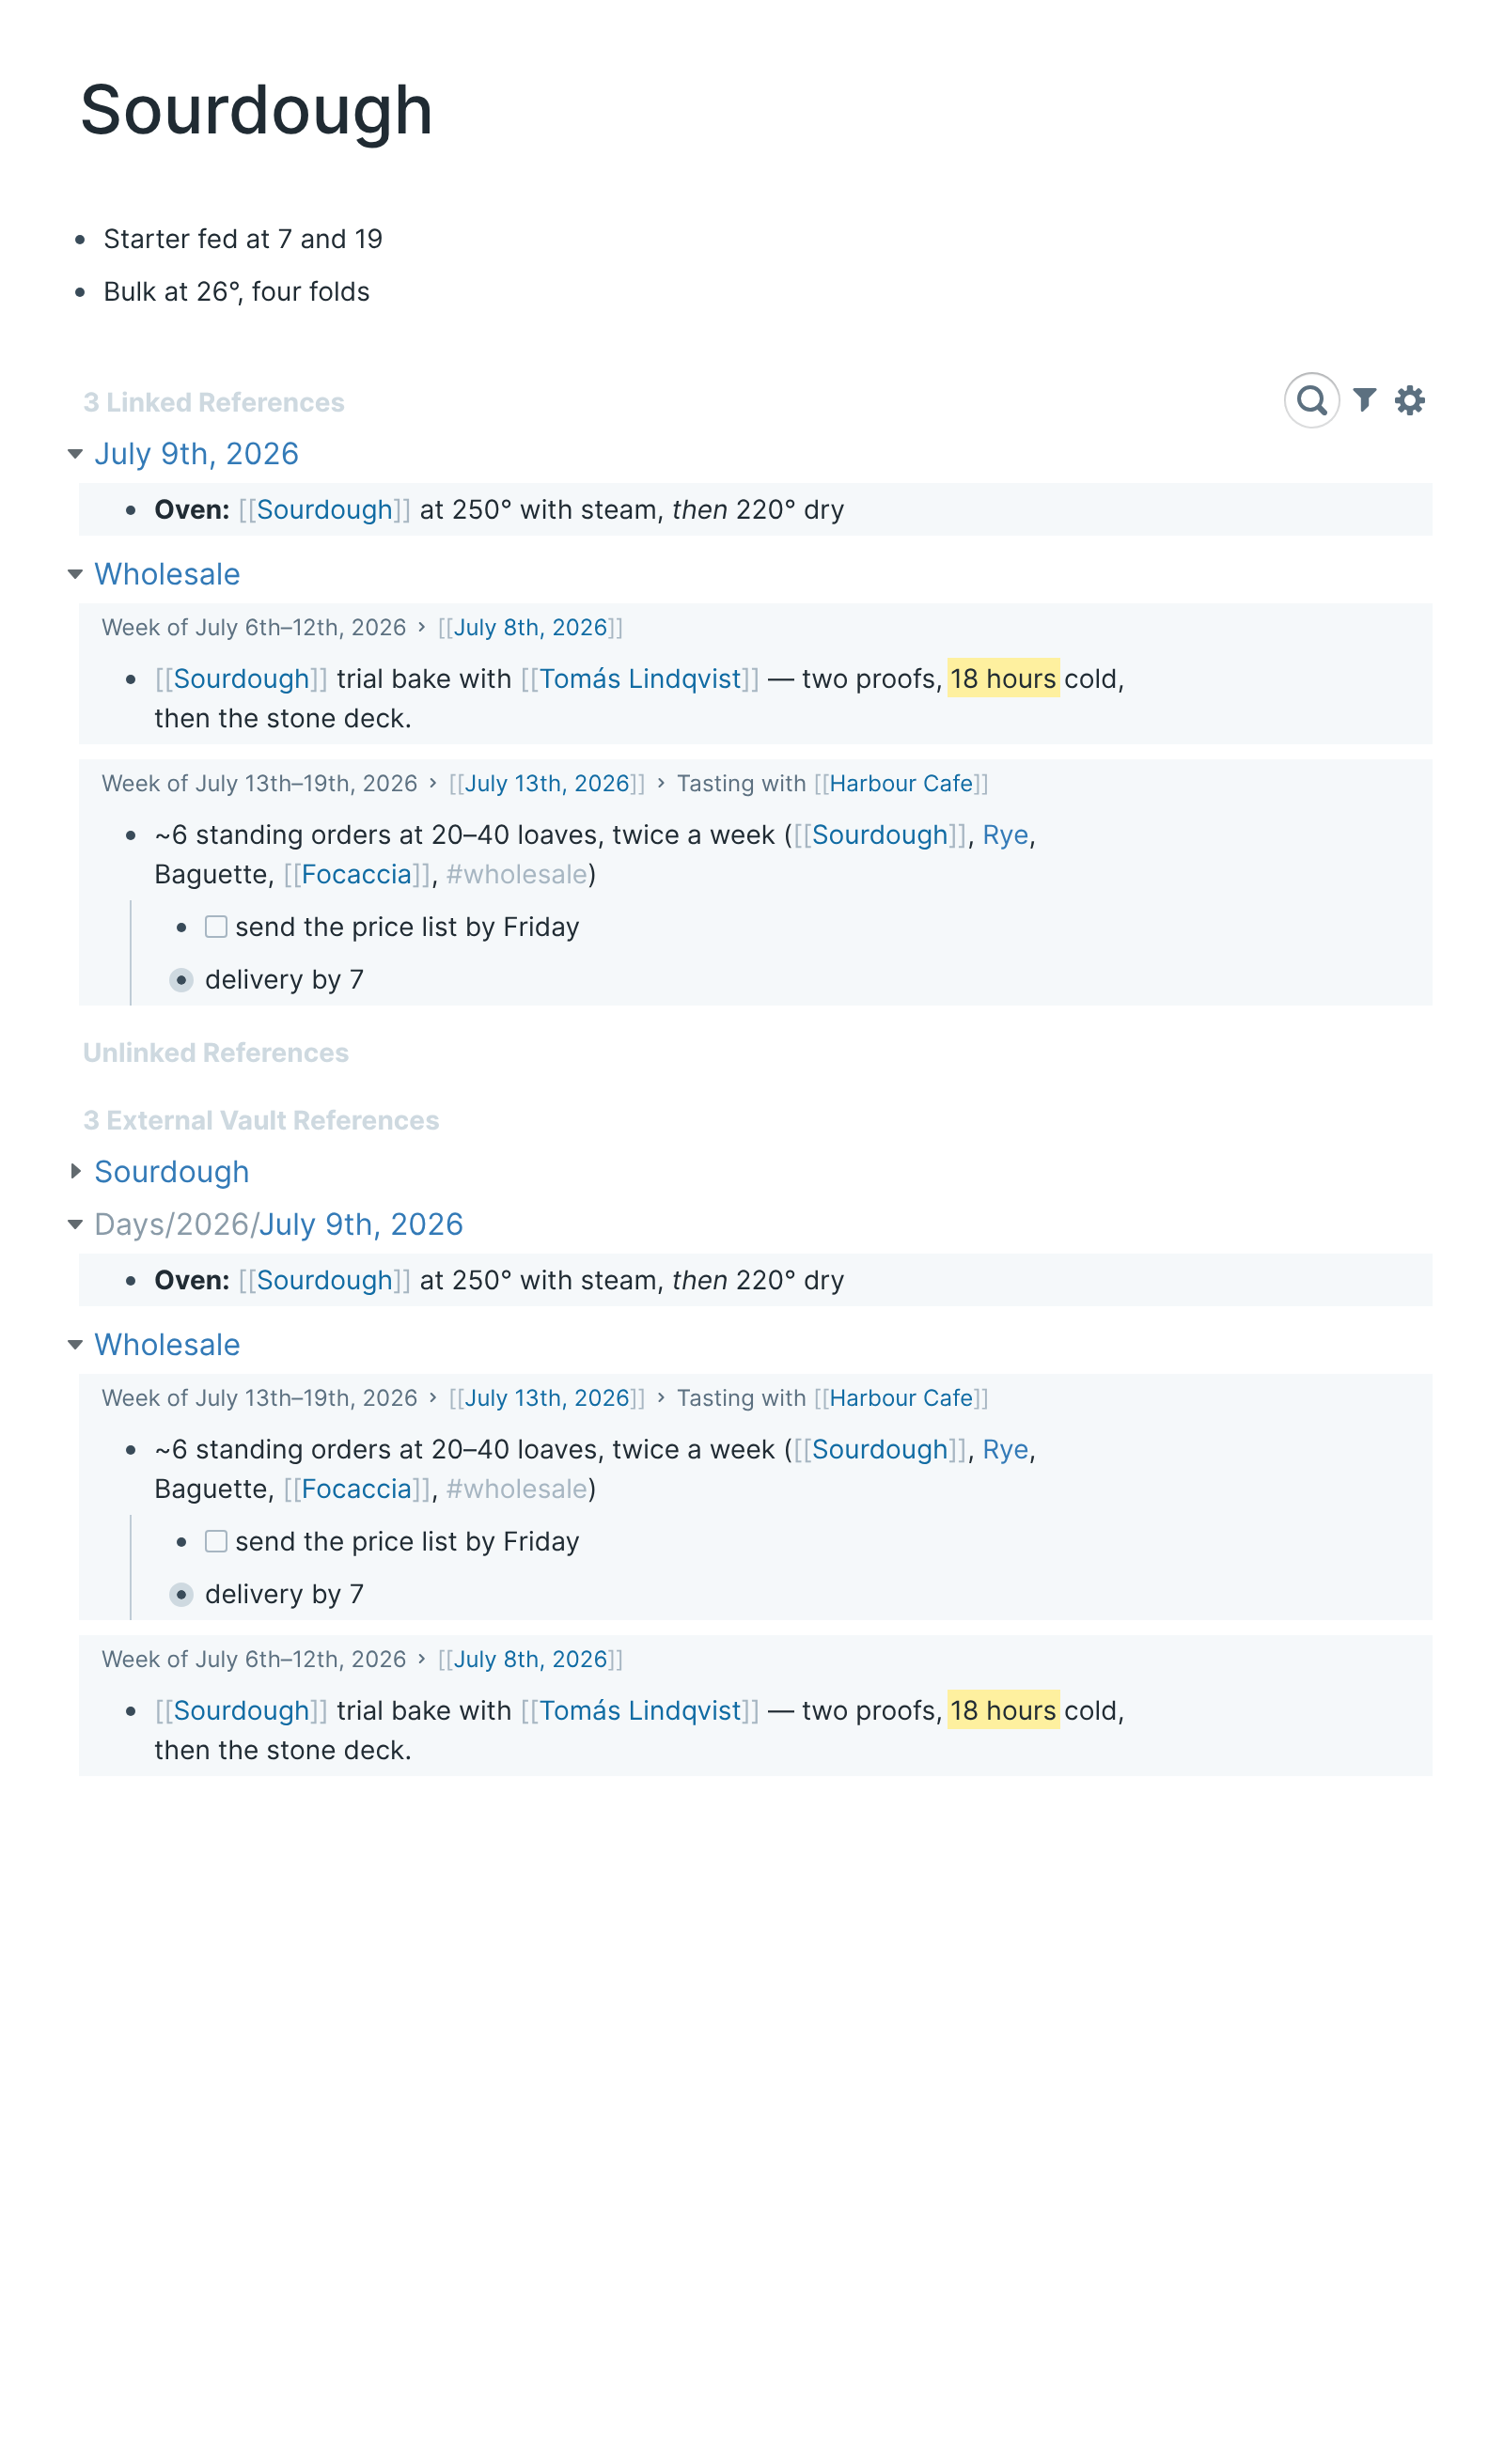 Sourdough
Starter fed at 7 and 19
Bulk at 26°, four folds
3 Linked References
July 9th, 2026
Oven: [[Sourdough]] at 250° with steam, then 220° dry
Wholesale
Week of July 6th–12th, 2026 › [[July 8th, 2026]]
[[Sourdough]] trial bake with [[Tomás Lindqvist]] — two proofs, 18 hours cold,
then the stone deck.
Week of July 13th–19th, 2026 › [[July 13th, 2026]] › Tasting with [[Harbour Cafe]]
~6 standing orders at 20–40 loaves, twice a week ([[Sourdough]], Rye,
Baguette, [[Focaccia]], #wholesale)
send the price list by Friday
delivery by 7
Unlinked References
3 External Vault References
Sourdough
Days/2026/July 9th, 2026
Oven: [[Sourdough]] at 250° with steam, then 220° dry
Wholesale
Week of July 13th–19th, 2026 › [[July 13th, 2026]] › Tasting with [[Harbour Cafe]]
~6 standing orders at 20–40 loaves, twice a week ([[Sourdough]], Rye,
Baguette, [[Focaccia]], #wholesale)
send the price list by Friday
delivery by 7
Week of July 6th–12th, 2026 › [[July 8th, 2026]]
[[Sourdough]] trial bake with [[Tomás Lindqvist]] — two proofs, 18 hours cold,
then the stone deck.